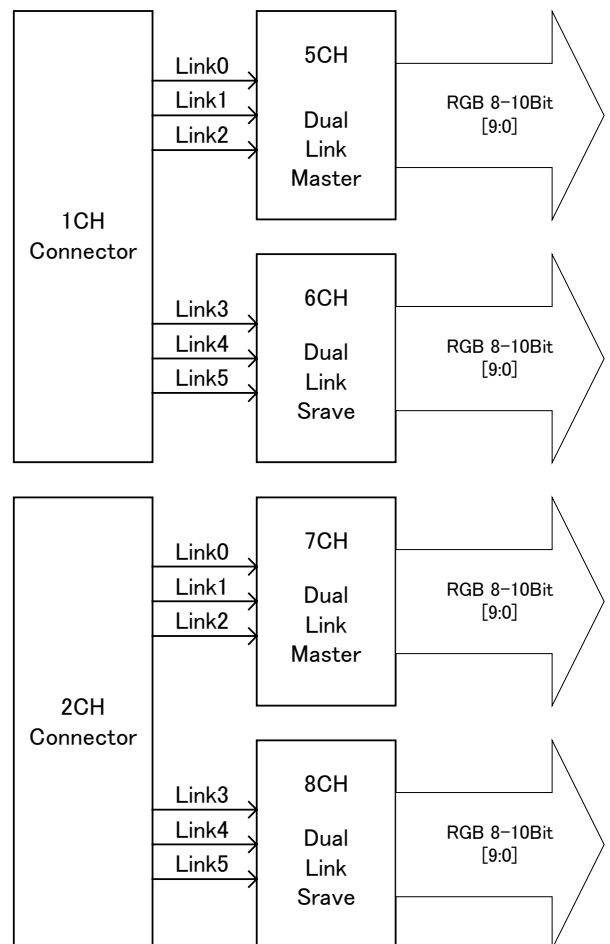 1CH
Connector
Link0
Link1
Link2
5CH
Dual
Link
Master
RGB 8-10Bit
[9:0]
Link3
Link4
Link5
6CH
Dual
Link
Srave
RGB 8-10Bit
[9:0]
2CH
Connector
Link0
Link1
Link2
7CH
Dual
Link
Master
RGB 8-10Bit
[9:0]
Link3
Link4
Link5
8CH
Dual
Link
Srave
RGB 8-10Bit
[9:0]